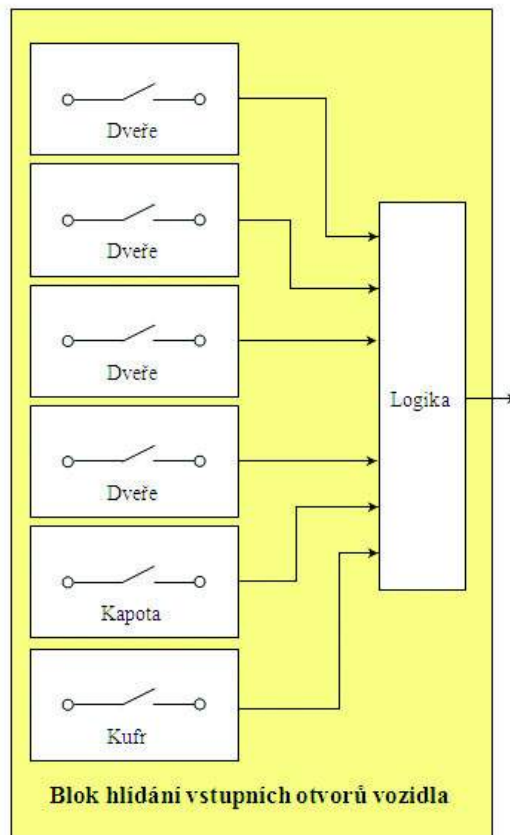 Dveře
Dveře
Dveře
Dveře
Kapota
Kufr
Logika
Blok hlídání vstupních otvorů vozidla